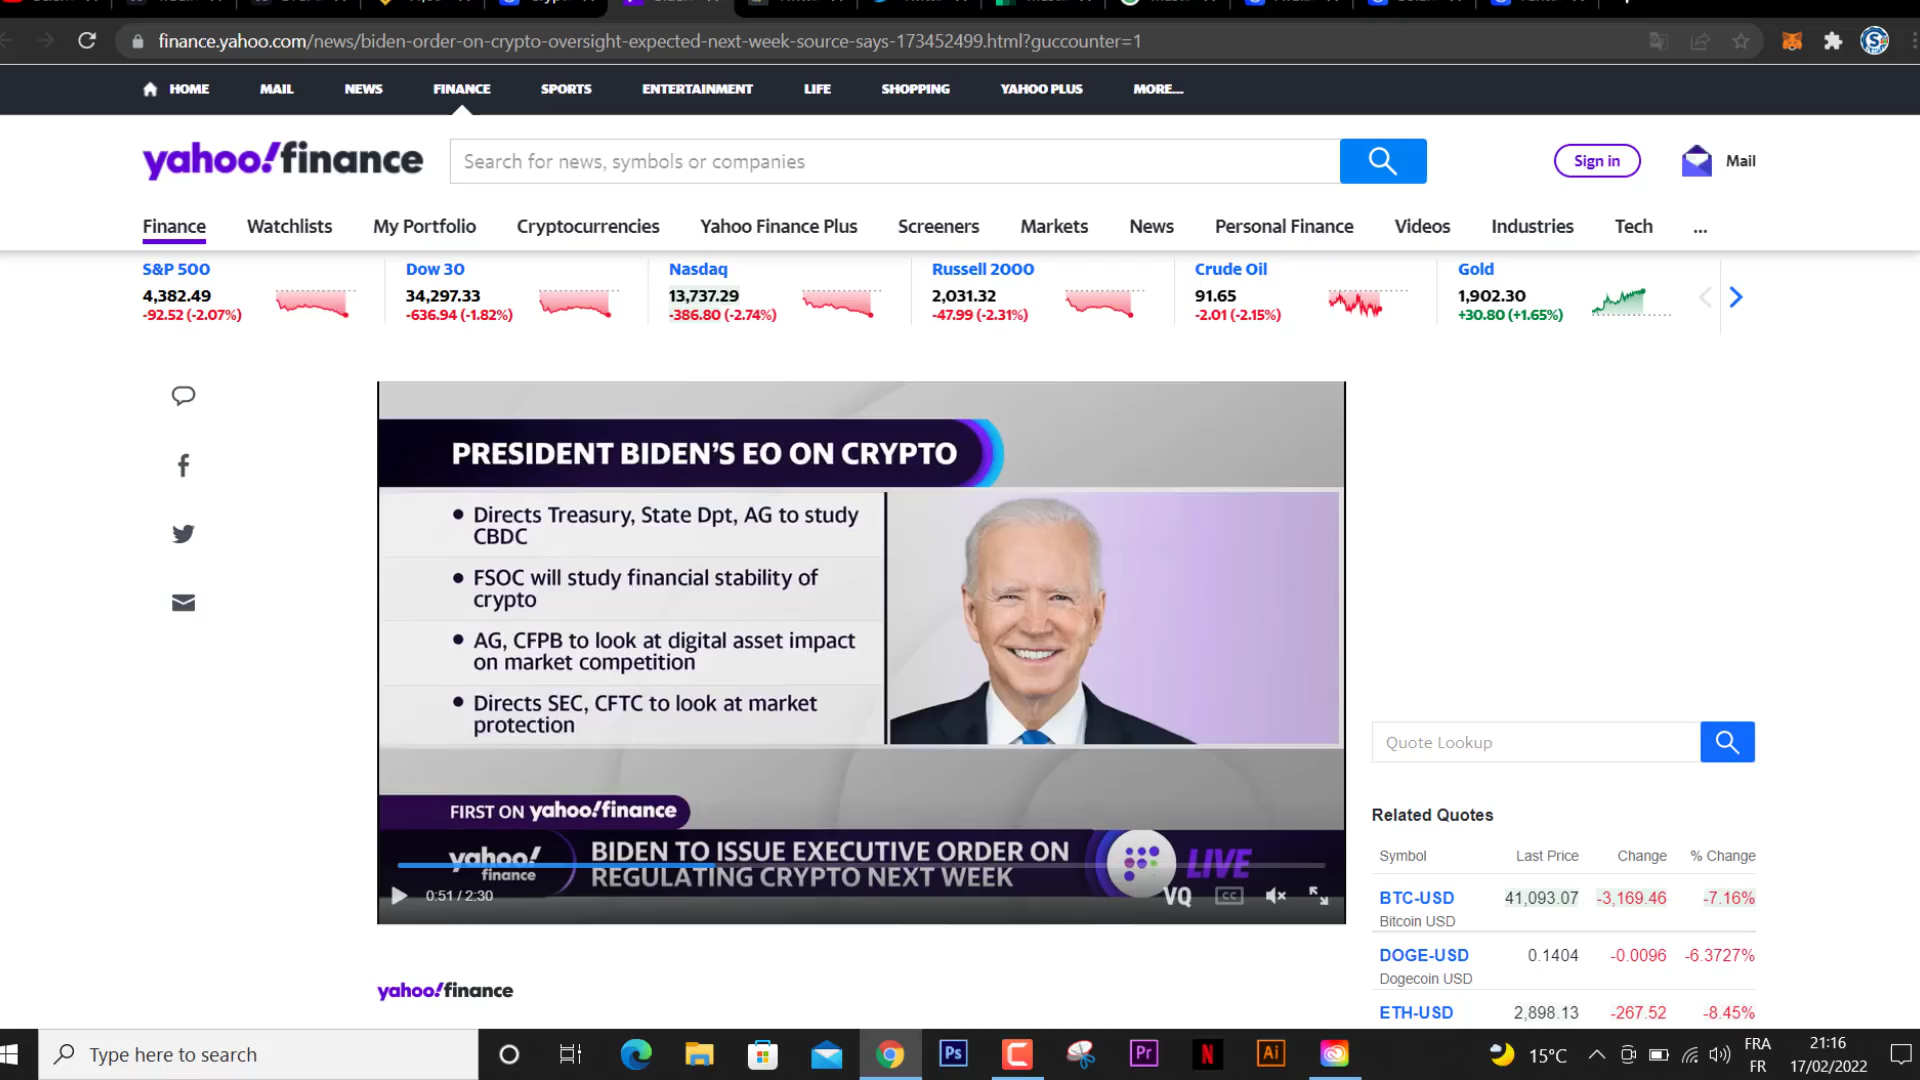 finance.yahoo.com/news/biden-order-on-crypto-oversight-expected-next-week-source-says-173452499.html?guccounter=1
HOME MAIL NEWS FINANCE SPORTS ENTERTAINMENT LIFE SHOPPING YAHOO PLUS MORE...
yahoo!finance Search for news, symbols or companies Sign in Mail
Finance Watchlists My Portfolio Cryptocurrencies Yahoo Finance Plus Screeners Markets News Personal Finance Videos Industries Tech ...
S&P 500 Dow 30 Nasdaq Russell 2000 Crude Oil Gold
4,382.49 34,297.33 13,737.29 2,031.32 91.65 1,902.30
-92.52 (-2.07%) -636.94 (-1.82%) -386.80 (-2.74%) -47.99 (-2.31%) -2.01 (-2.15%) +30.80 (+1.65%)
PRESIDENT BIDEN'S EO ON CRYPTO
• Directs Treasury, State Dpt, AG to study
CBDC
• FSOC will study financial stability of
crypto
• AG, CFPB to look at digital asset impact
on market competition
• Directs SEC, CFTC to look at market
protection
FIRST ON yahoo!finance
yahoo!
finance
BIDEN TO ISSUE EXECUTIVE ORDER ON
REGULATING CRYPTO NEXT WEEK
LIVE
0:51 / 2:30 VQ CC
yahoo!finance
Quote Lookup
Related Quotes
Symbol Last Price Change % Change
BTC-USD 41,093.07 -3,169.46 -7.16%
Bitcoin USD
DOGE-USD 0.1404 -0.0096 -6.3727%
Dogecoin USD
ETH-USD 2,898.13 -267.52 -8.45%
Type here to search
Ps Pr N Ai
15°C
FRA
FR
21:16
17/02/2022